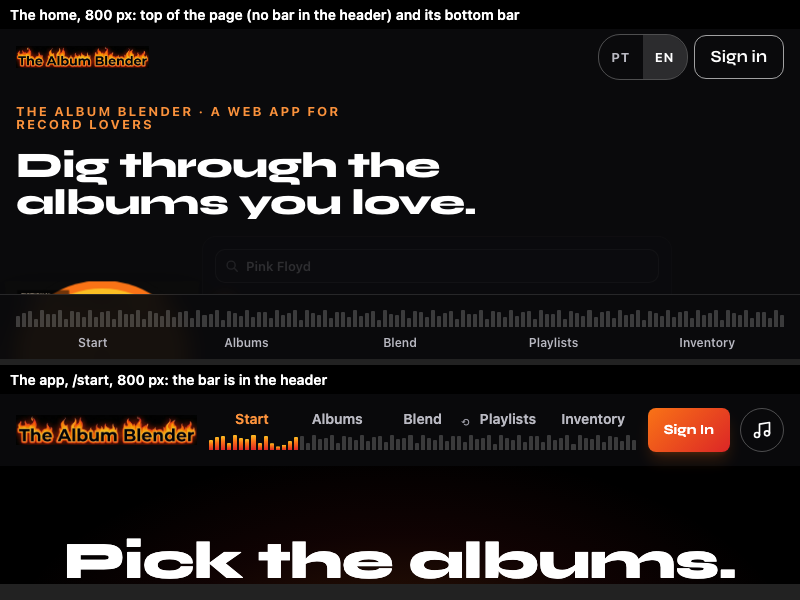 The home, 800 px: top of the page (no bar in the header) and its bottom bar
The Album Blender
PT EN Sign in
THE ALBUM BLENDER · A WEB APP FOR
RECORD LOVERS
Dig through the
albums you love.
Pink Floyd
Start Albums Blend Playlists Inventory
The app, /start, 800 px: the bar is in the header
The Album Blender
Start Albums Blend Playlists Inventory
Sign In
Pick the albums.